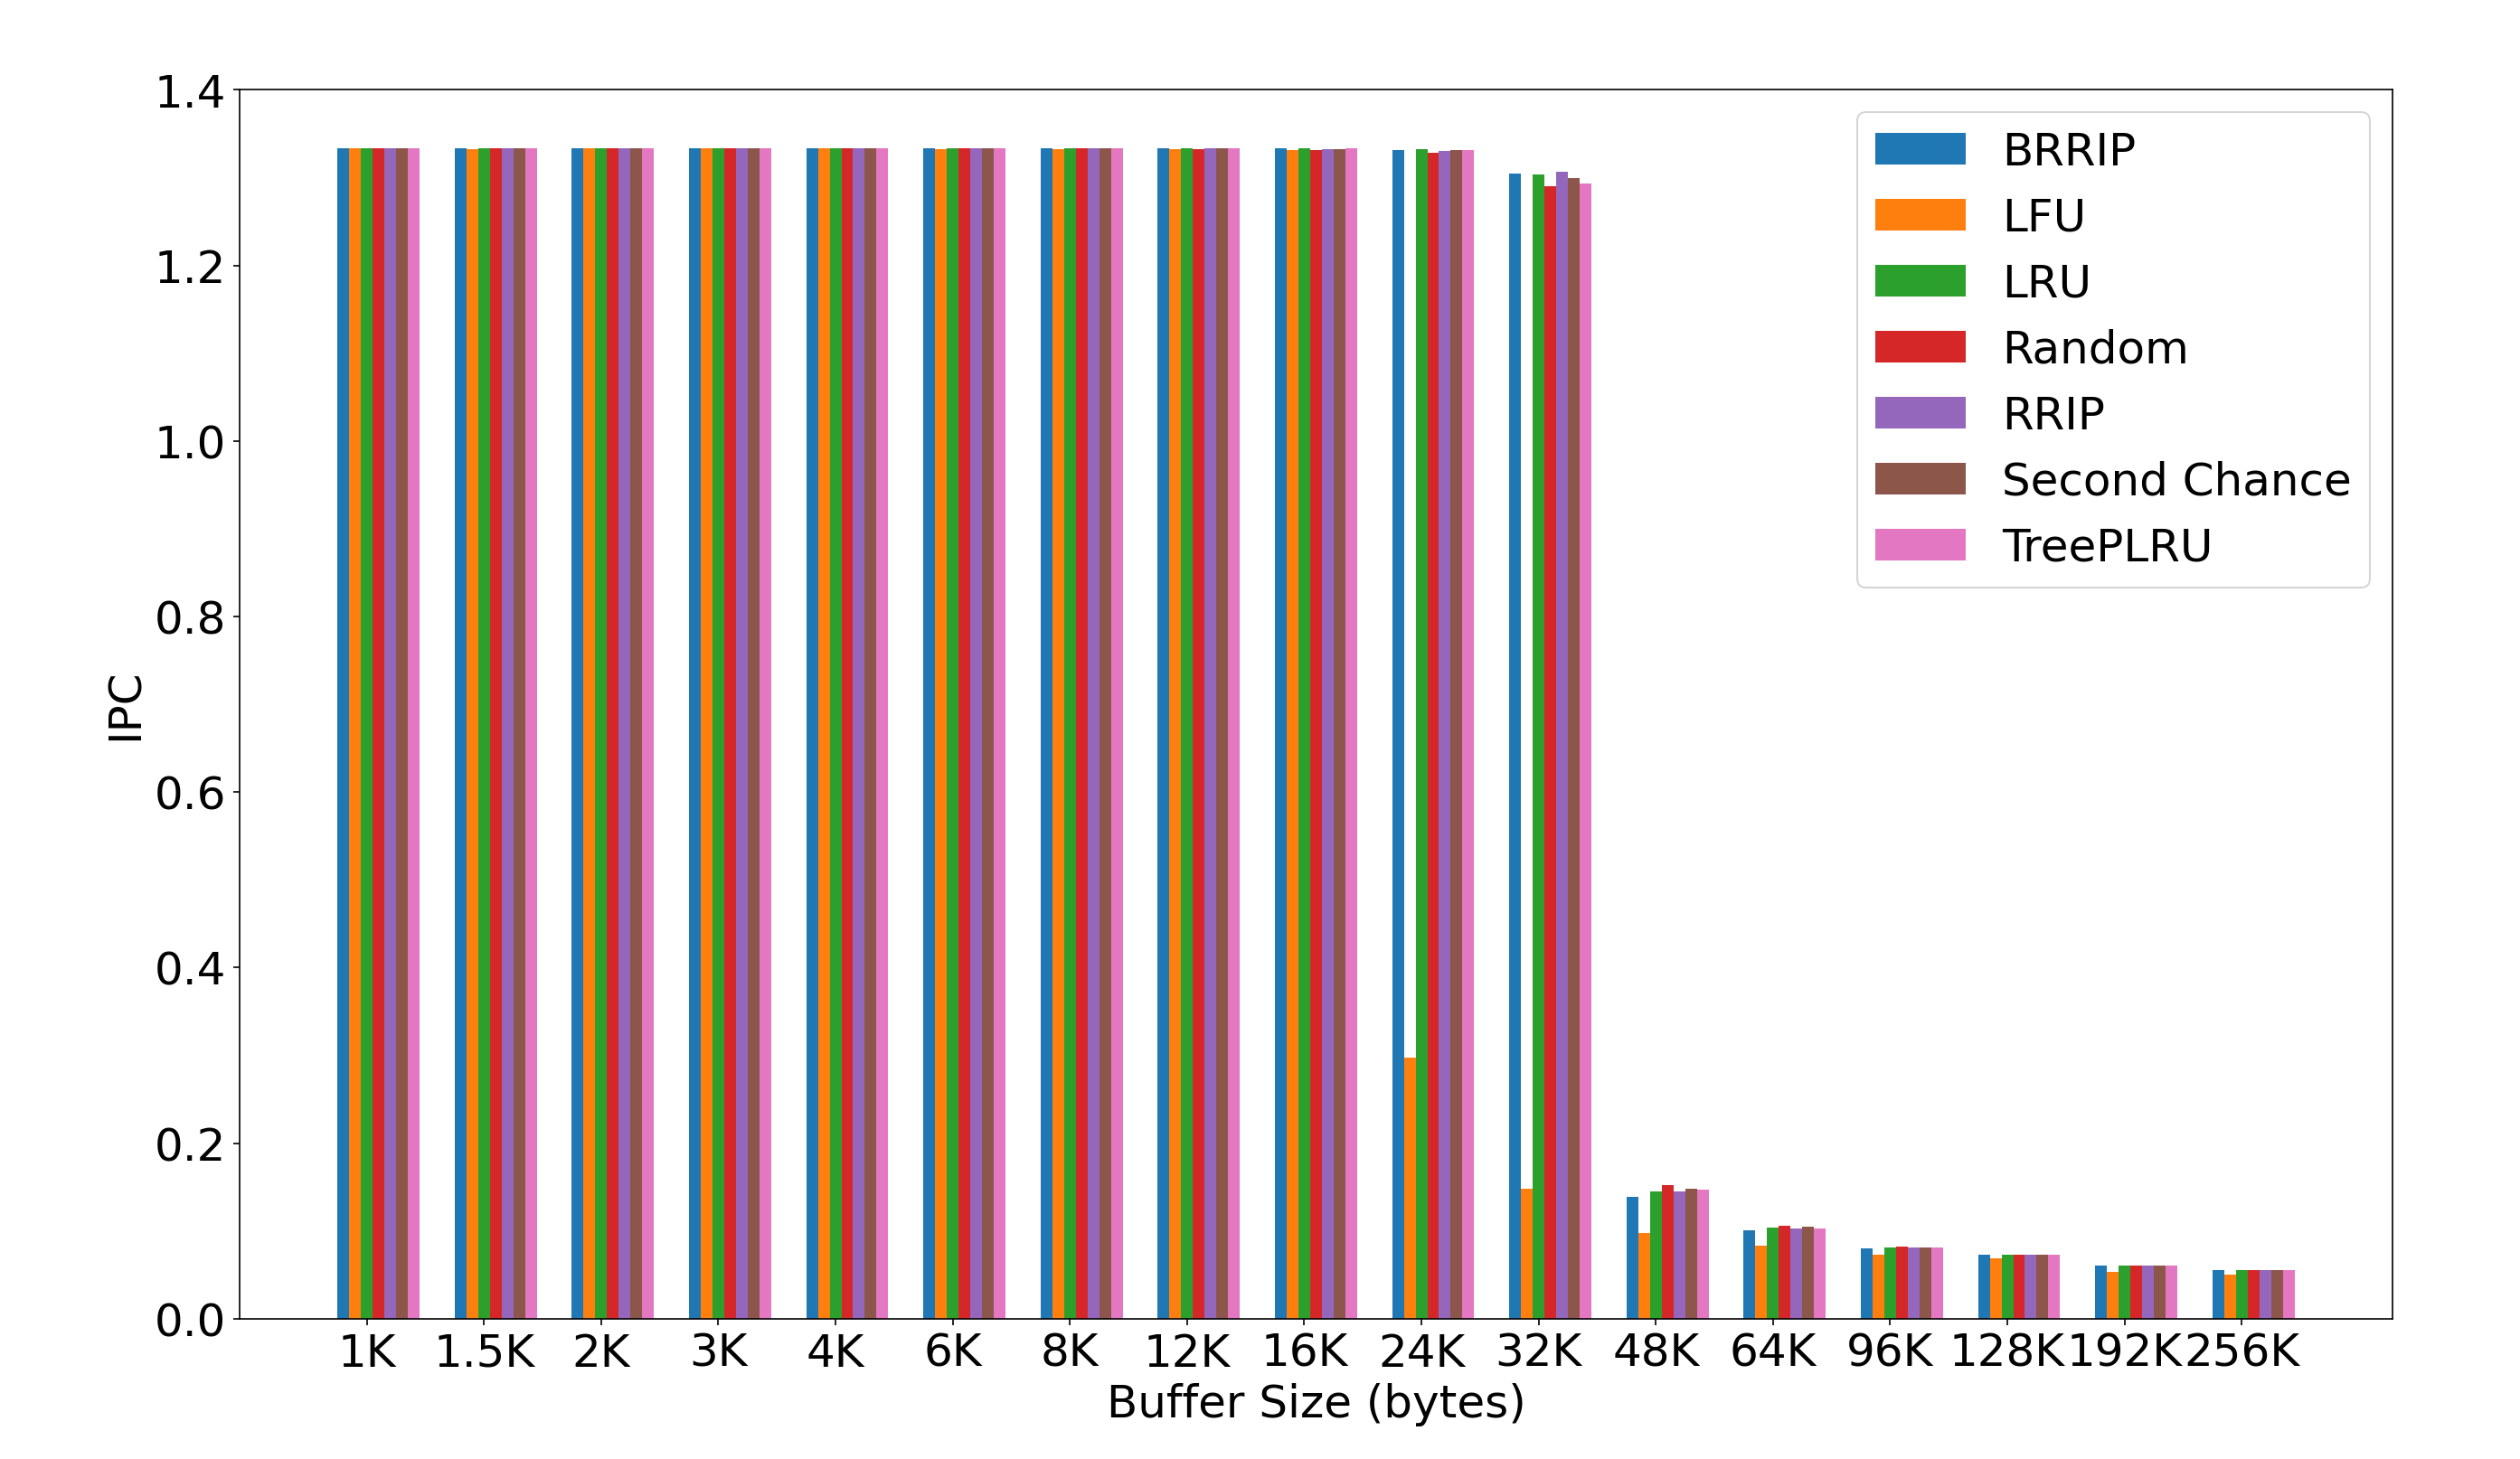 1.4
1.2
1.0
0.8
0.6
0.4
0.2
0.0
IPC
BRRIP
LFU
LRU
Random
RRIP
Second Chance
TreePLRU
1K 1.5K 2K 3K 4K 6K 8K 12K 16K 24K 32K 48K 64K 96K 128K 192K 256K
Buffer Size (bytes)